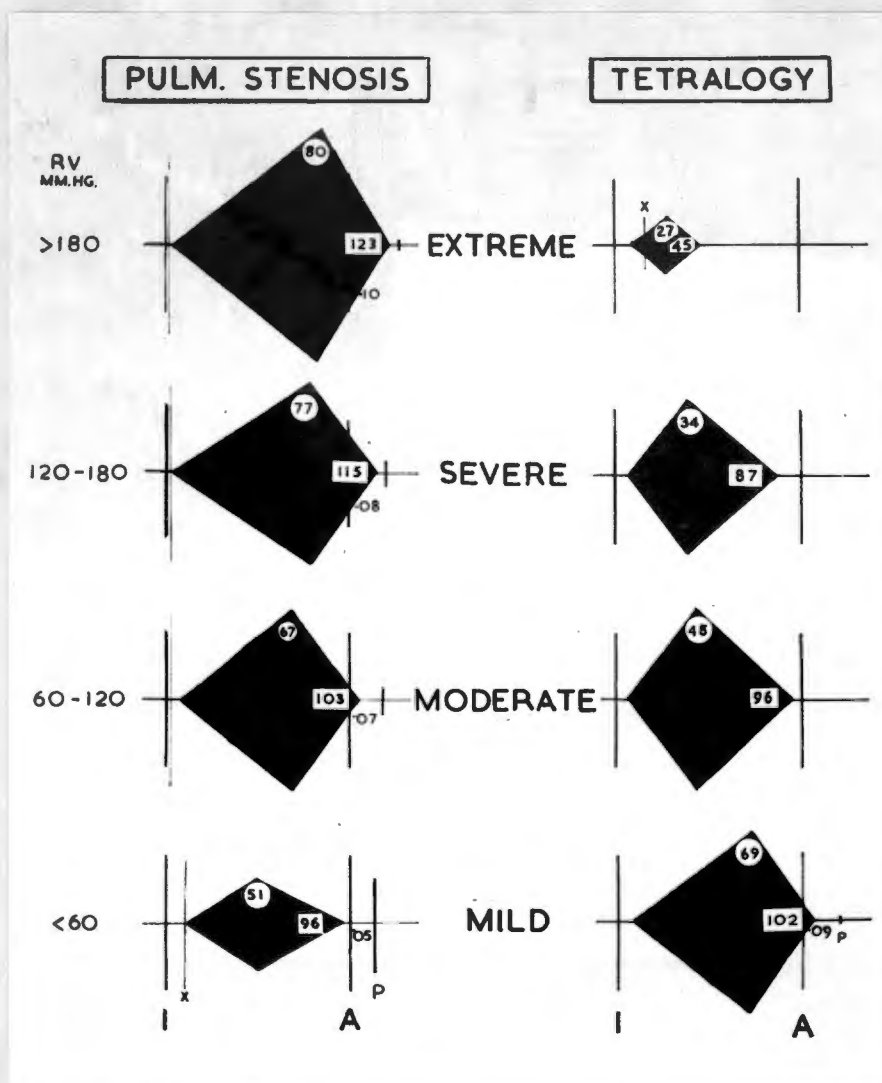 PULM. STENOSIS TETRALOGY
RV
MM.HG.
80
X
>180 123 EXTREME 27
45
·10
77 34
120-180 115 SEVERE 87
·08
67 48
60-120 103 MODERATE 96
·07
51 69
<60 96 MILD 102
·05 ·09 P
X P
I A I A